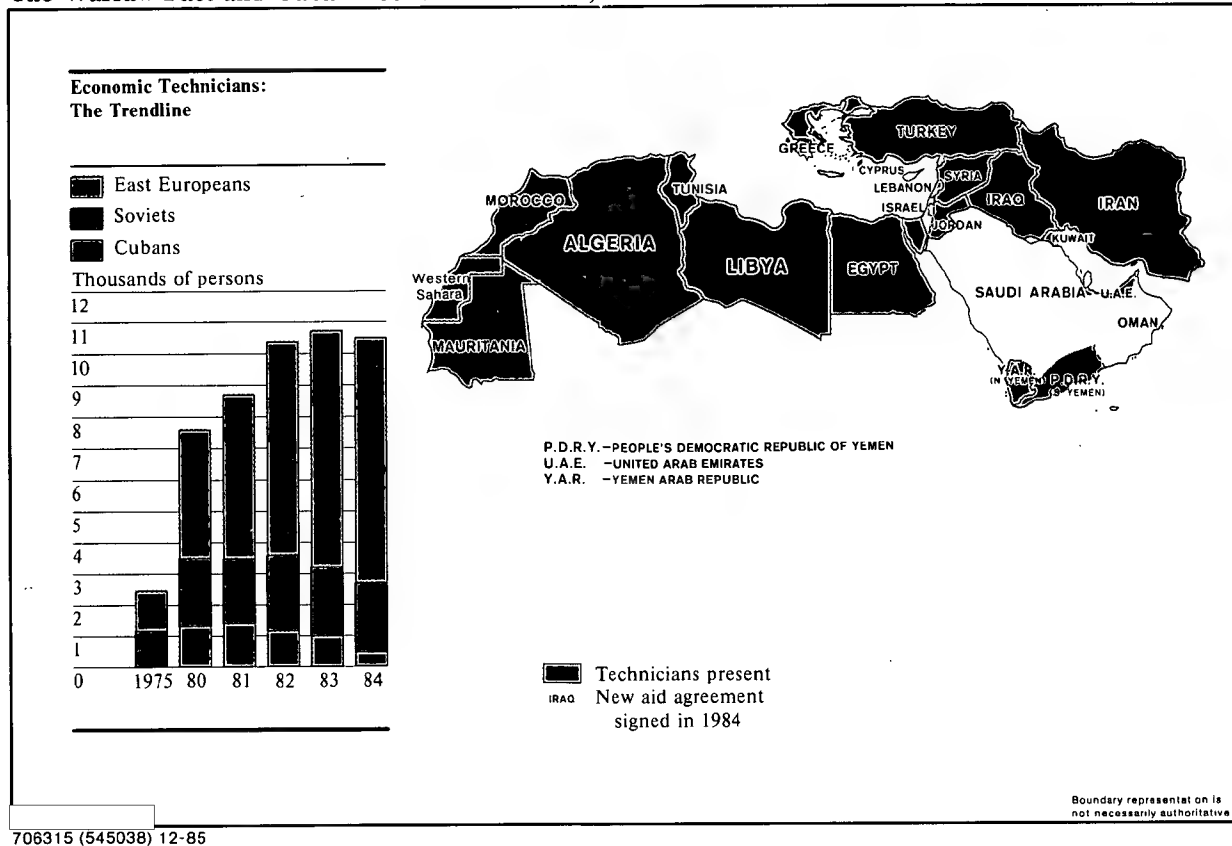 Economic Technicians:
The Trendline
East Europeans
Soviets
Cubans
Thousands of persons
12
11
10
9
8
7
6
5
4
3
2
1
0 1975 80 81 82 83 84
GREECE
TURKEY
CYPRUS
LEBANON
SYRIA
ISRAEL
IRAQ
IRAN
JORDAN
KUWAIT
MOROCCO
TUNISIA
ALGERIA
LIBYA
EGYPT
Western
Sahara
MAURITANIA
SAUDI ARABIA
U.A.E.
OMAN
Y.A.R.
(N YEMEN)
P.D.R.Y.
(S YEMEN)
P.D.R.Y.–PEOPLE'S DEMOCRATIC REPUBLIC OF YEMEN
U.A.E. –UNITED ARAB EMIRATES
Y.A.R. –YEMEN ARAB REPUBLIC
Technicians present
IRAQ New aid agreement
signed in 1984
Boundary representation is
not necessarily authoritative
706315 (545038) 12-85